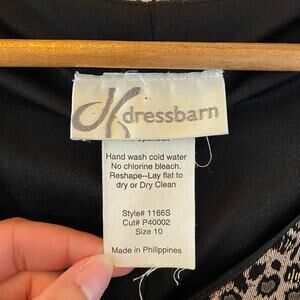 dressbarn
Hand wash cold water
No chlorine bleach.
Reshape--Lay flat to
dry or Dry Clean
Style# 1166S
Cut# P40002
Size 10
Made in Philippines